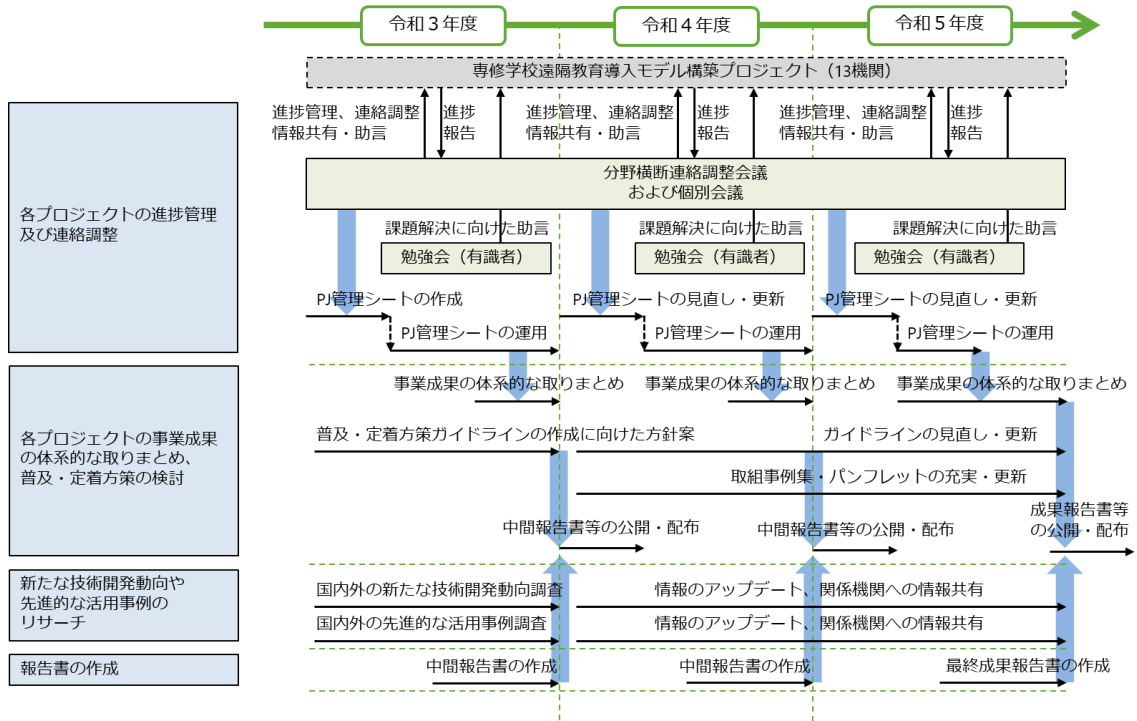 令和３年度
令和４年度
令和５年度
専修学校遠隔教育導入モデル構築プロジェクト（13機関）
進捗管理、連絡調整
情報共有・助言
進捗
報告
進捗管理、連絡調整
情報共有・助言
進捗
報告
進捗管理、連絡調整
情報共有・助言
進捗
報告
分野横断連絡調整会議
および個別会議
各プロジェクトの進捗管理
及び連絡調整
課題解決に向けた助言
課題解決に向けた助言
課題解決に向けた助言
勉強会（有識者）
勉強会（有識者）
勉強会（有識者）
PJ管理シートの作成
PJ管理シートの見直し・更新
PJ管理シートの見直し・更新
PJ管理シートの運用
PJ管理シートの運用
PJ管理シートの運用
各プロジェクトの事業成果
の体系的な取りまとめ、
普及・定着方策の検討
事業成果の体系的な取りまとめ
事業成果の体系的な取りまとめ
事業成果の体系的な取りまとめ
普及・定着方策ガイドラインの作成に向けた方針案
ガイドラインの見直し・更新
取組事例集・パンフレットの充実・更新
中間報告書等の公開・配布
中間報告書等の公開・配布
成果報告書等
の公開・配布
新たな技術開発動向や
先進的な活用事例の
リサーチ
国内外の新たな技術開発動向調査
情報のアップデート、関係機関への情報共有
国内外の先進的な活用事例調査
情報のアップデート、関係機関への情報共有
報告書の作成
中間報告書の作成
中間報告書の作成
最終成果報告書の作成